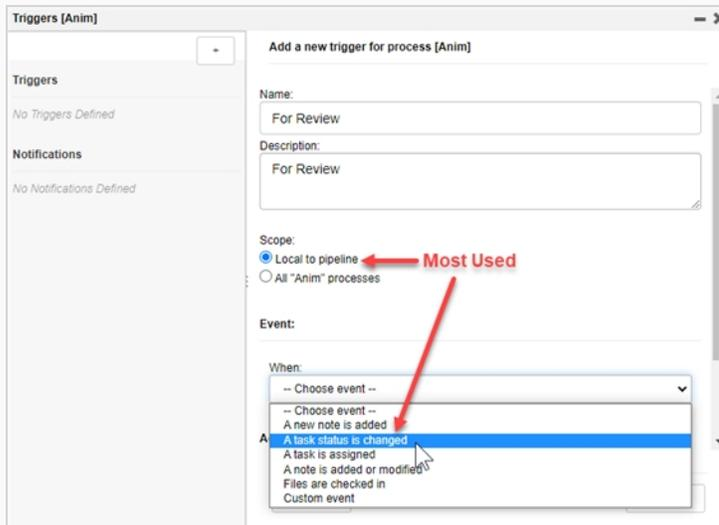 Triggers [Anim]
+
Triggers
No Triggers Defined
Notifications
No Notifications Defined
Add a new trigger for process [Anim]
Name:
For Review
Description:
For Review
Scope:
Local to pipeline
Most Used
All "Anim" processes
Event:
When:
-- Choose event --
-- Choose event --
A new note is added
A task status is changed
A task is assigned
A note is added or modified
Files are checked in
Custom event